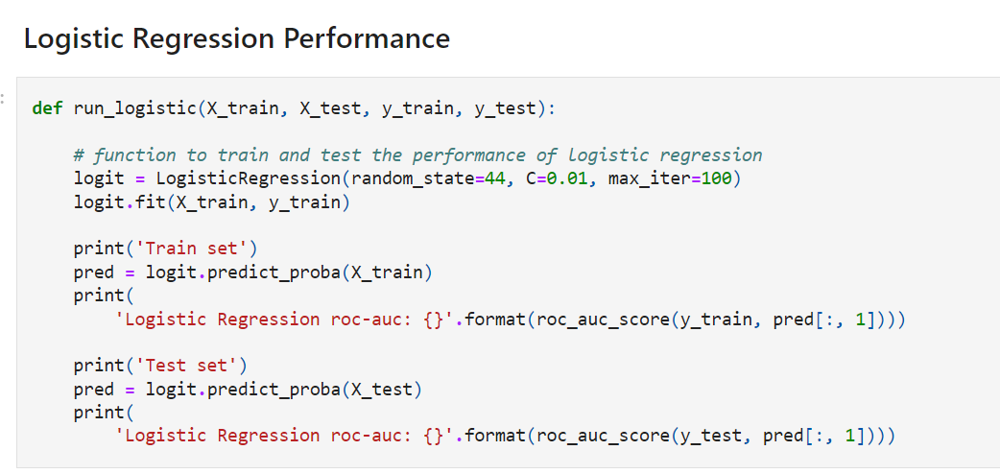 Logistic Regression Performance
:
def run_logistic(X_train, X_test, y_train, y_test):
# function to train and test the performance of logistic regression
logit = LogisticRegression(random_state=44, C=0.01, max_iter=100)
logit.fit(X_train, y_train)
print('Train set')
pred = logit.predict_proba(X_train)
print(
'Logistic Regression roc-auc: {}'.format(roc_auc_score(y_train, pred[:, 1])))
print('Test set')
pred = logit.predict_proba(X_test)
print(
'Logistic Regression roc-auc: {}'.format(roc_auc_score(y_test, pred[:, 1])))